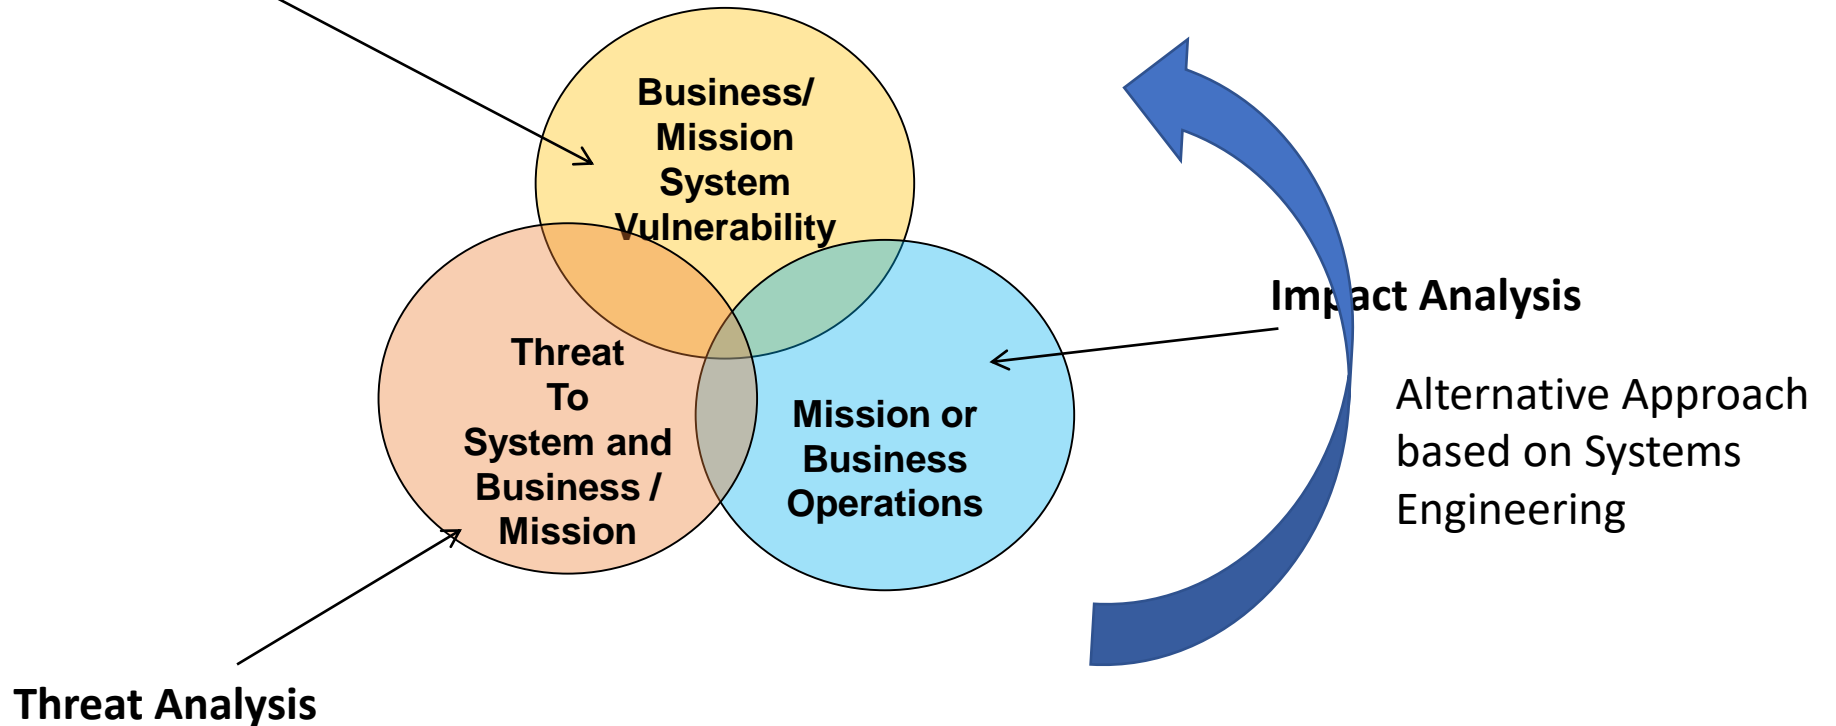 Business/
Mission
System
Vulnerability
Threat
To
System and
Business /
Mission
Mission or
Business
Operations
Impact Analysis
Alternative Approach
based on Systems
Engineering
Threat Analysis